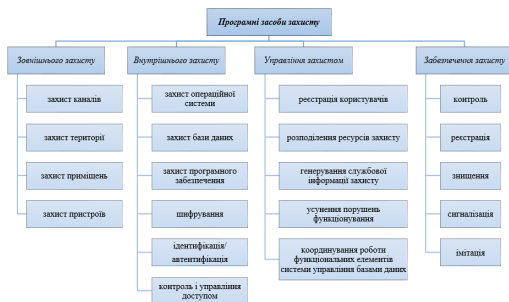 Програмні засоби захисту
Зовнішнього захисту
захист каналів
захист території
захист приміщень
захист пристроїв
Внутрішнього захисту
захист операційної
системи
захист бази даних
захист програмного
забезпечення
шифрування
ідентифікація/
автентифікація
контроль і управління
доступом
Управління захистом
реєстрація користувачів
розподілення ресурсів захисту
генерування службової
інформації захисту
усунення порушень
функціонування
координування роботи
функціональних елементів
системи управління базами даних
Забезпечення захисту
контроль
реєстрація
знищення
сигналізація
імітація